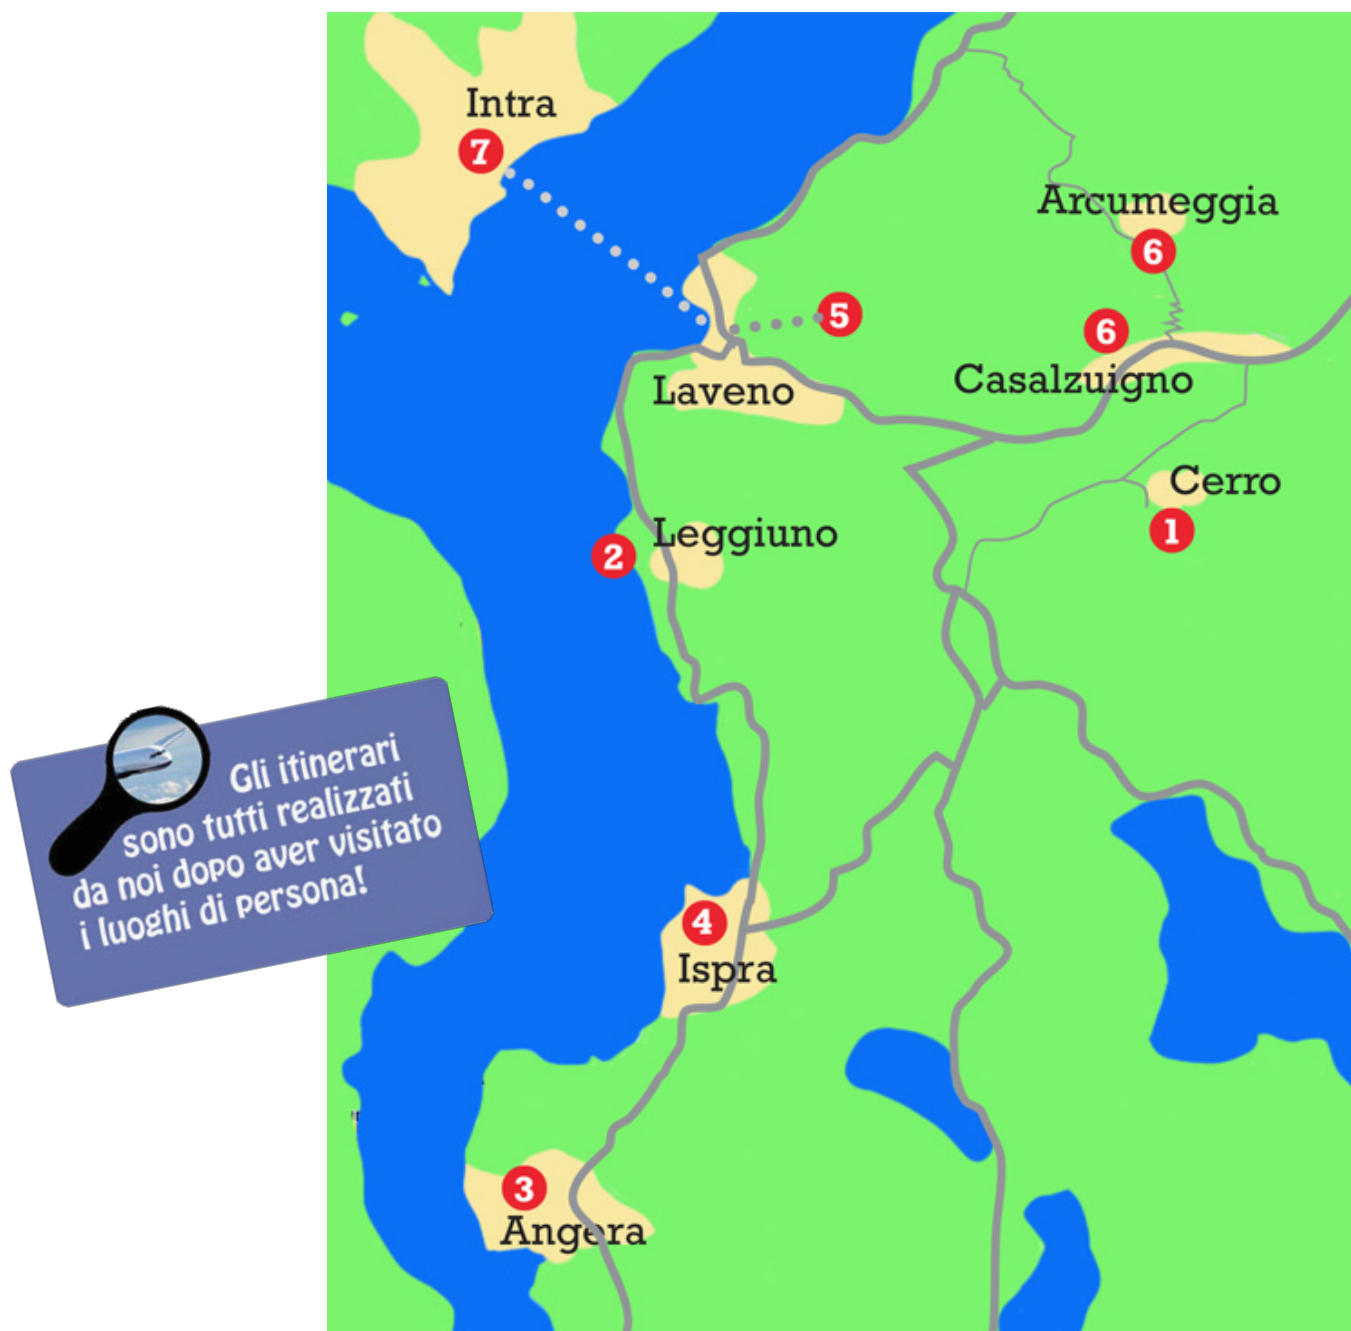 Intra
7
Arcumeggia
6
5
6
Casalzuigno
Laveno
Cerro
1
Leggiuno
2
Gli itinerari
sono tutti realizzati
da noi dopo aver visitato
i luoghi di persona!
4
Ispra
3
Angera